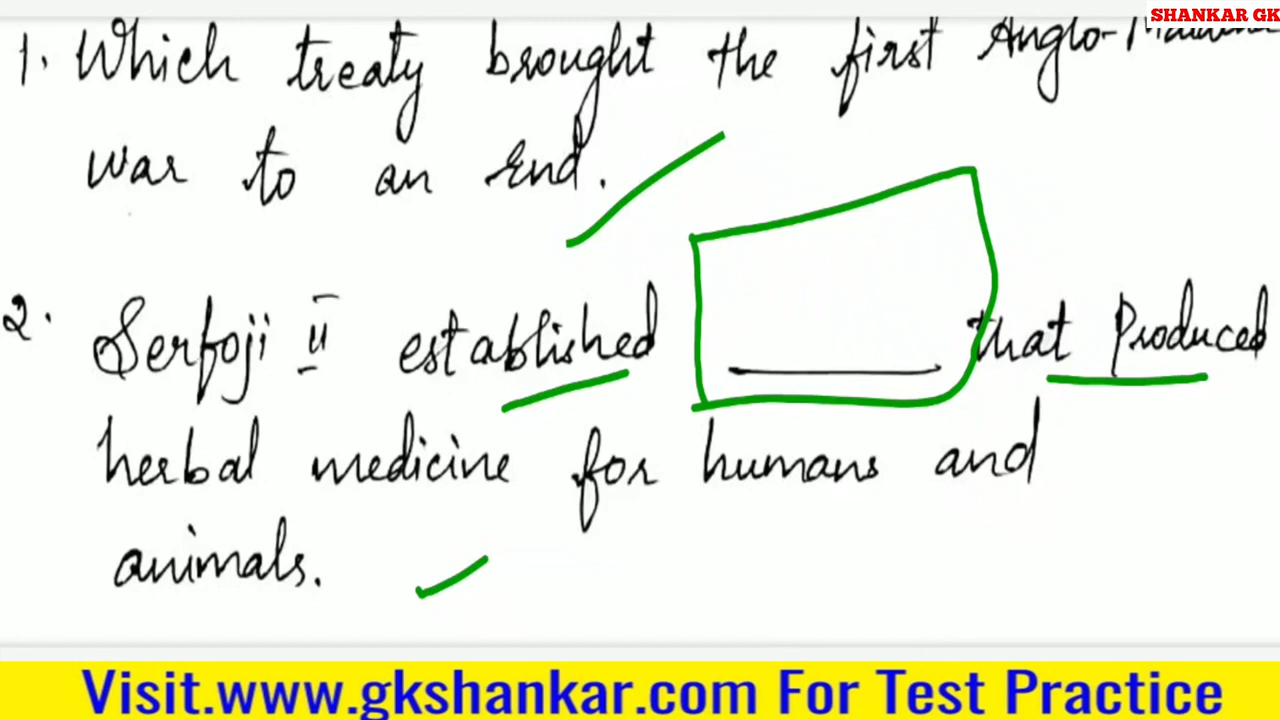 SHANKAR GK
1. Which treaty brought the first Anglo-
war to an End.
2. Serfoji II established ______ that Produced
herbal medicine for humans and
animals.
Visit.www.gkshankar.com For Test Practice